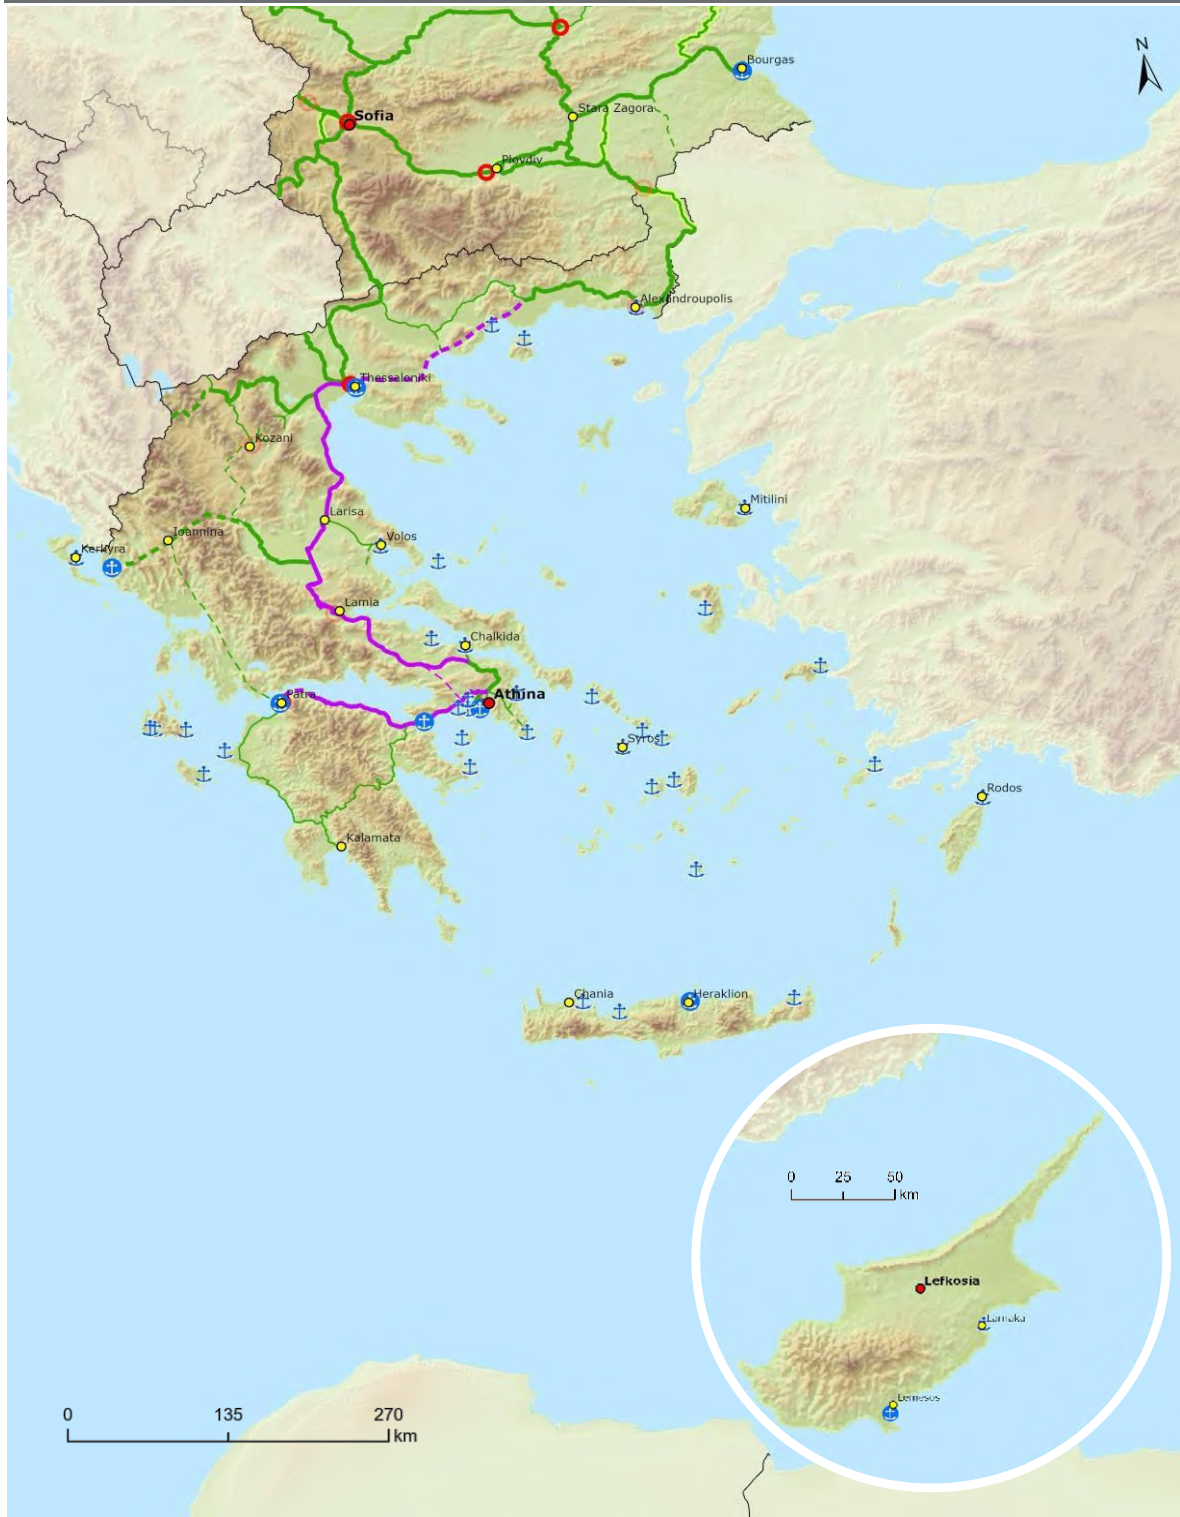 N
Bourgas
Stara Zagora
Sofia
Plovdiv
Alexandroupolis
Thessaloniki
Kozani
Mitilini
Larisa
Ioannina
Volos
Kerkyra
Lamia
Chalkida
Patra
Athina
Syros
Rodos
Kalamata
Chania
Heraklion
0 25 50
km
Lefkosia
Larnaka
Lemesos
0 135 270
km